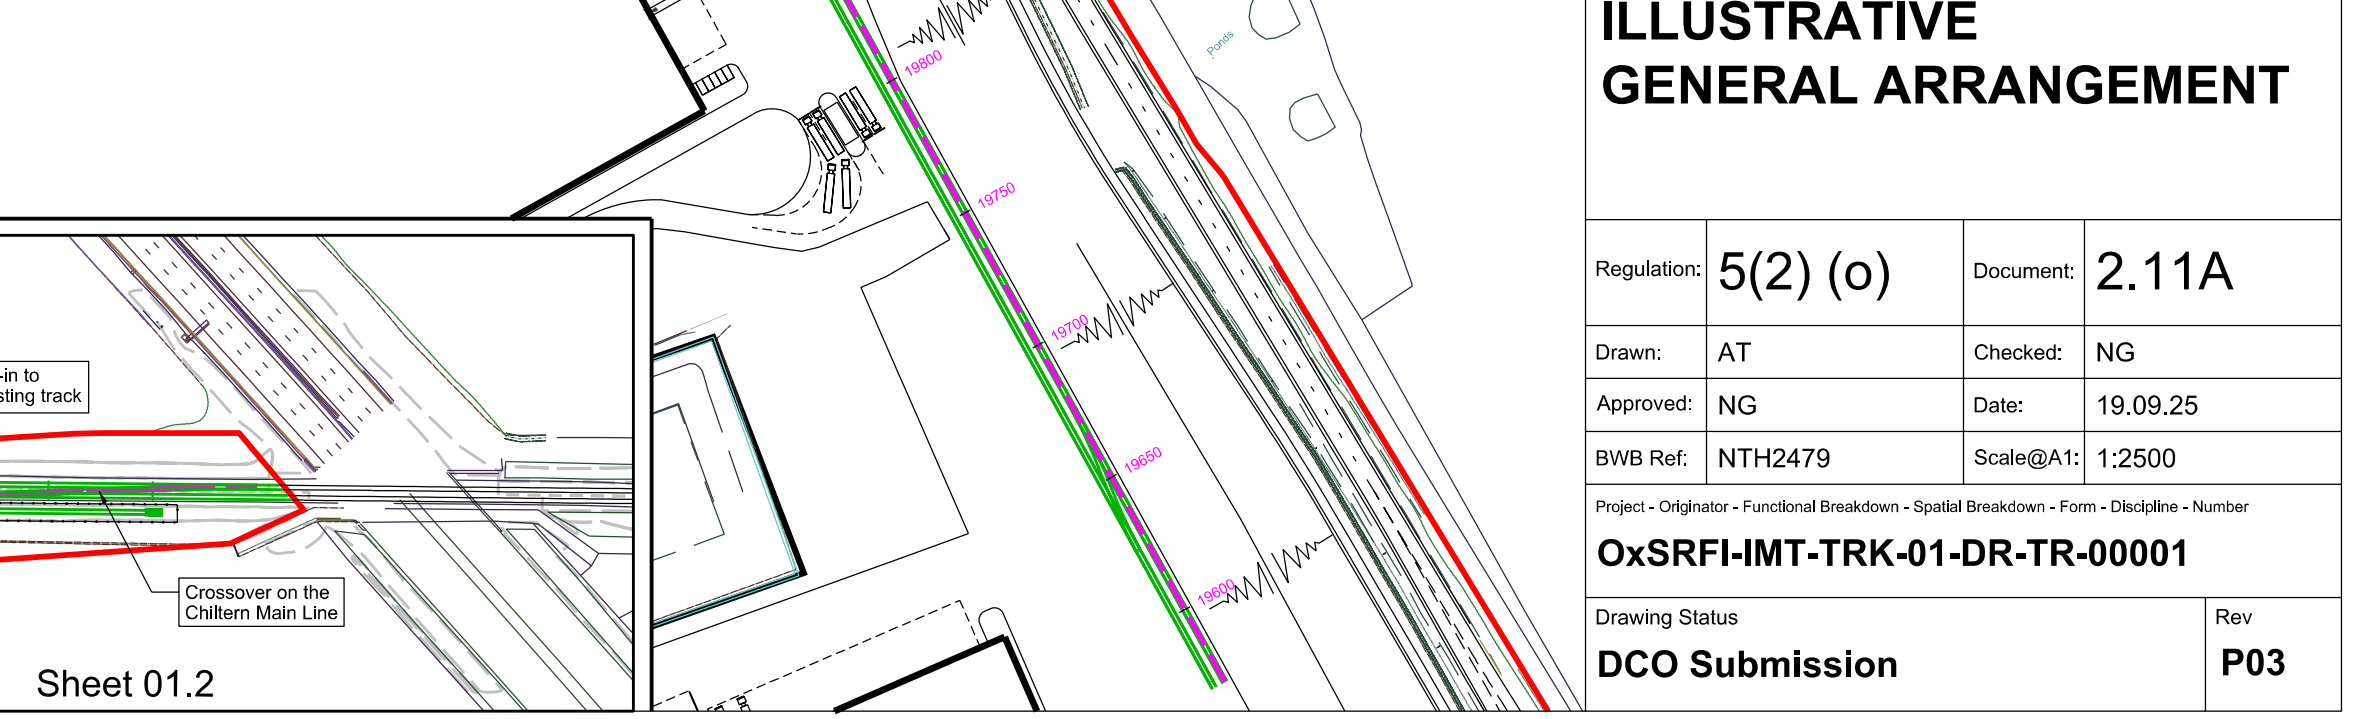 ILLUSTRATIVE
GENERAL ARRANGEMENT
Ponds
19800
19750
19700
19650
19600
-in to
sting track
Crossover on the
Chiltern Main Line
Sheet 01.2
Regulation: 5(2) (o) Document: 2.11A
Drawn: AT Checked: NG
Approved: NG Date: 19.09.25
BWB Ref: NTH2479 Scale@A1: 1:2500
Project - Originator - Functional Breakdown - Spatial Breakdown - Form - Discipline - Number
OxSRFI-IMT-TRK-01-DR-TR-00001
Drawing Status Rev
DCO Submission P03